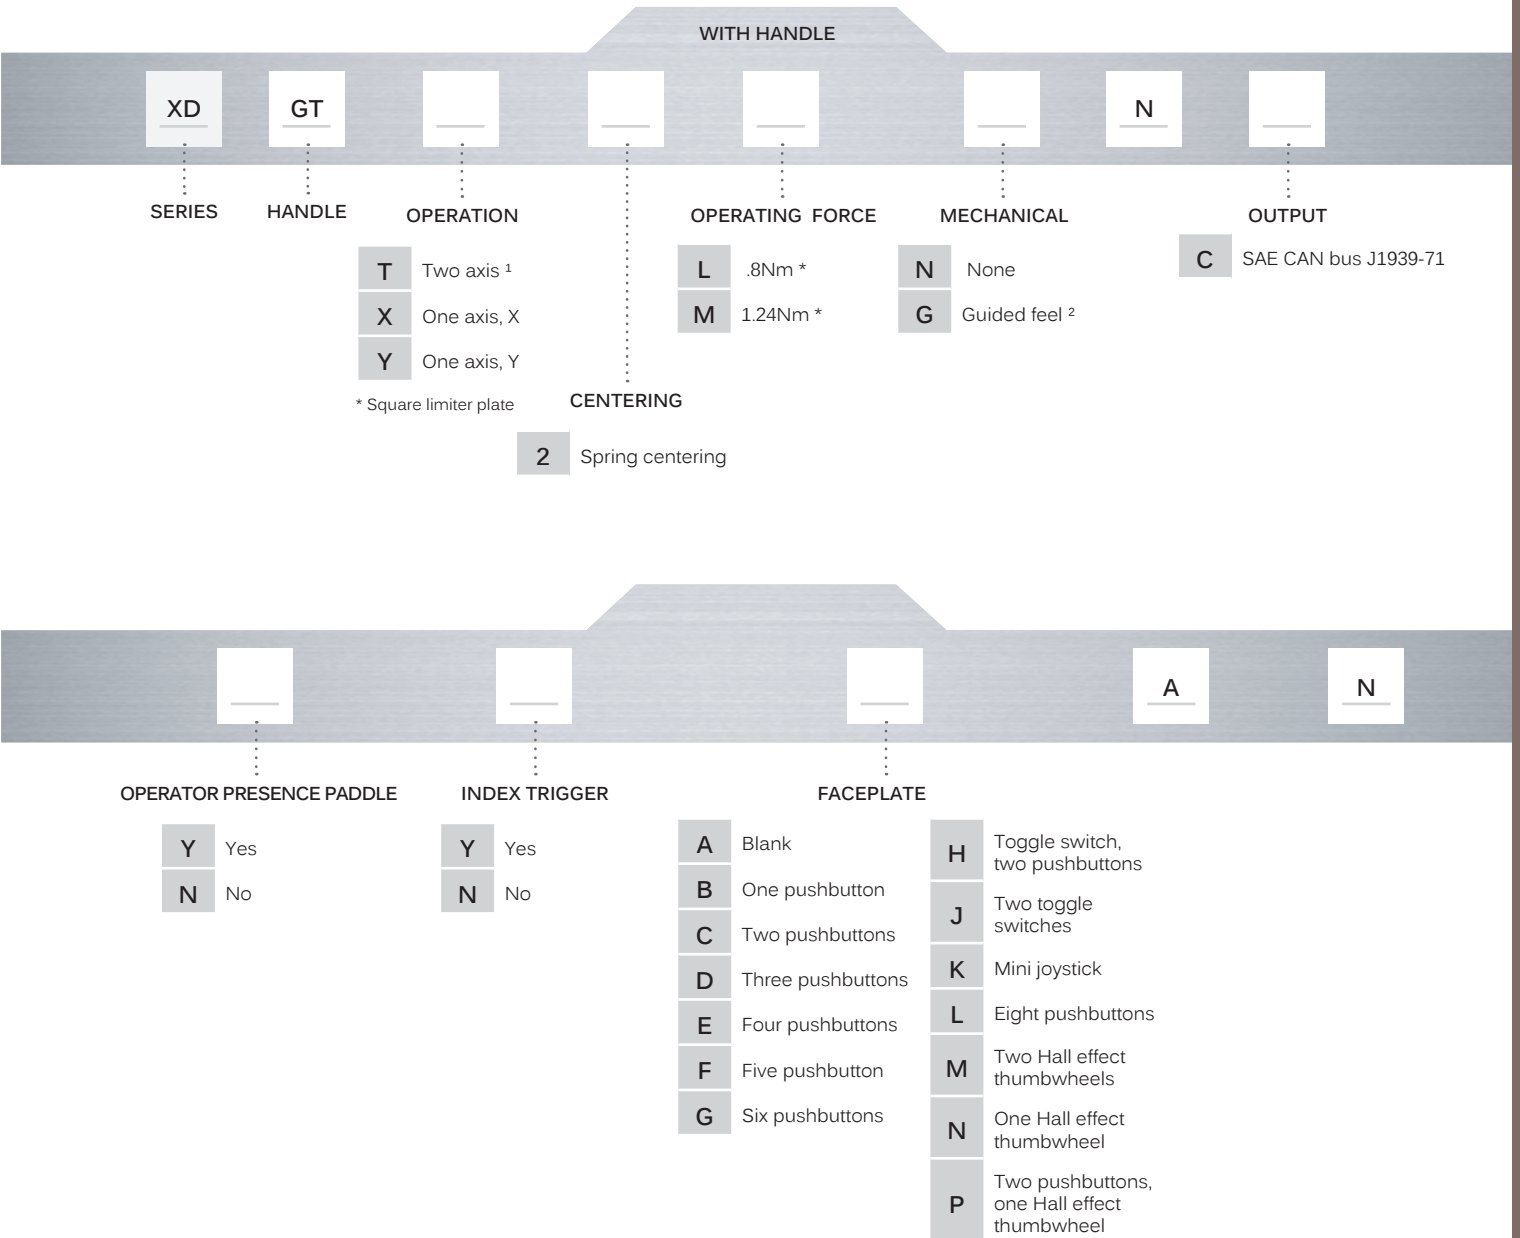 WITH HANDLE
XD GT N
SERIES HANDLE OPERATION OPERATING FORCE MECHANICAL OUTPUT
T Two axis ¹
X One axis, X
Y One axis, Y
* Square limiter plate
CENTERING
2 Spring centering
L .8Nm *
M 1.24Nm *
N None
G Guided feel ²
C SAE CAN bus J1939-71
A N
OPERATOR PRESENCE PADDLE INDEX TRIGGER FACEPLATE
Y Yes
N No
Y Yes
N No
A Blank
B One pushbutton
C Two pushbuttons
D Three pushbuttons
E Four pushbuttons
F Five pushbutton
G Six pushbuttons
H Toggle switch,
two pushbuttons
J Two toggle
switches
K Mini joystick
L Eight pushbuttons
M Two Hall effect
thumbwheels
N One Hall effect
thumbwheel
P Two pushbuttons,
one Hall effect
thumbwheel